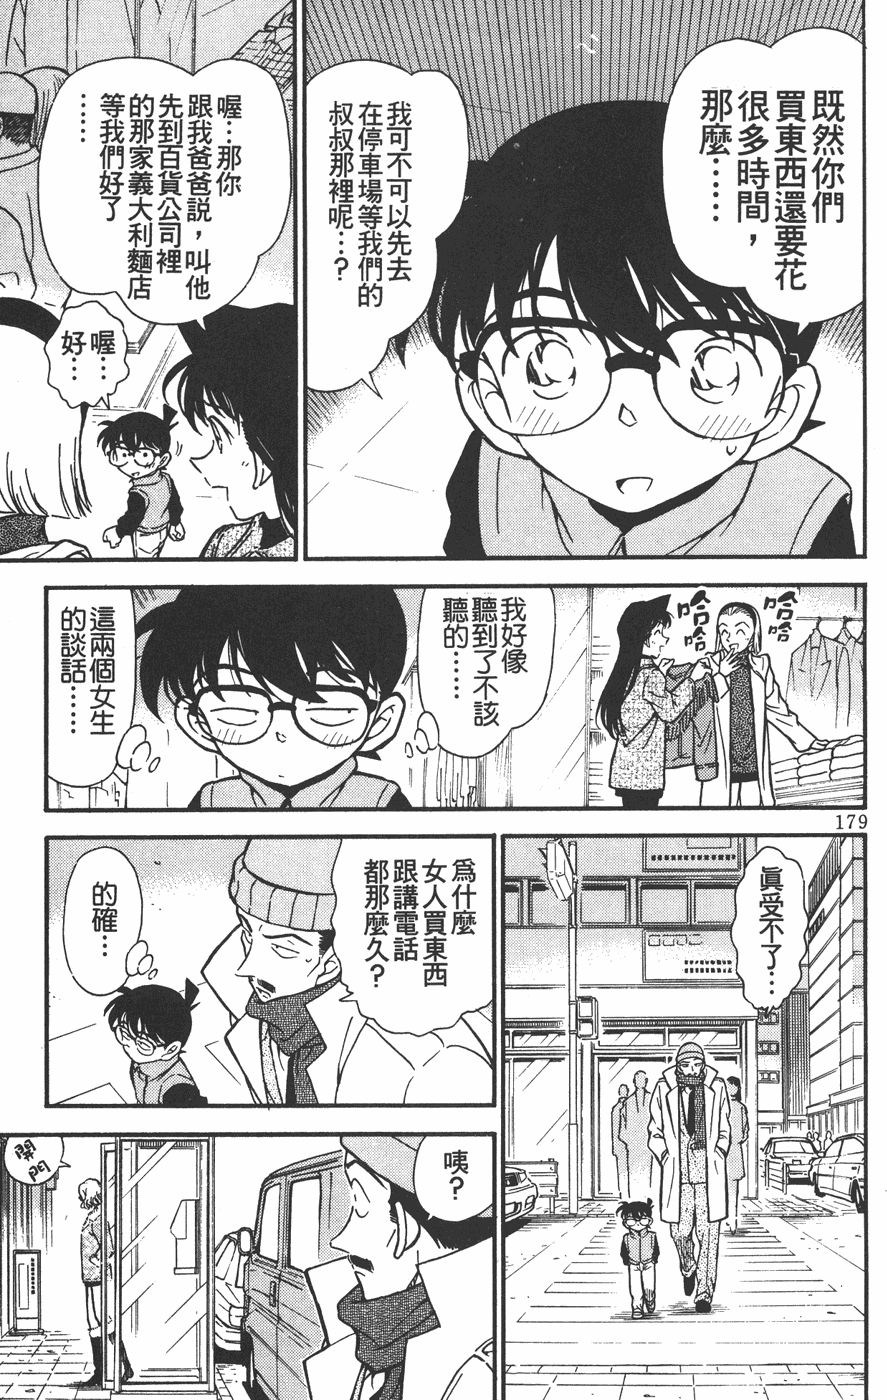 既然你們
買東西還要花
很多時間，
那麼……
我可不可以先去
在停車場等我們的
叔叔那裡呢…？
喔…那你
跟我爸爸說，叫他
先到百貨公司裡
的那家義大利麵店
等我們好了
……
喔…
好…
哈哈
哈哈
我好像
聽到了不該
聽的…
這兩個女生
的談話……
179
眞受不了…
爲什麼
女人買東西
跟講電話
都那麼久？
的確…
咦？
開門